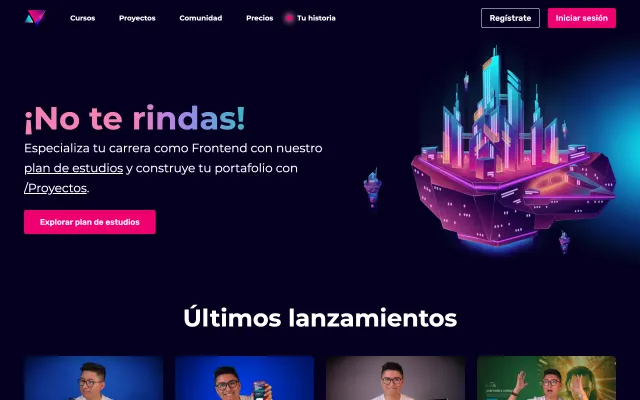 Cursos
Proyectos
Comunidad
Precios
Tu historia
Regístrate
Iniciar sesión
¡No te rindas!
Especializa tu carrera como Frontend con nuestro
plan de estudios y construye tu portafolio con
/Proyectos.
Explorar plan de estudios
Últimos lanzamientos